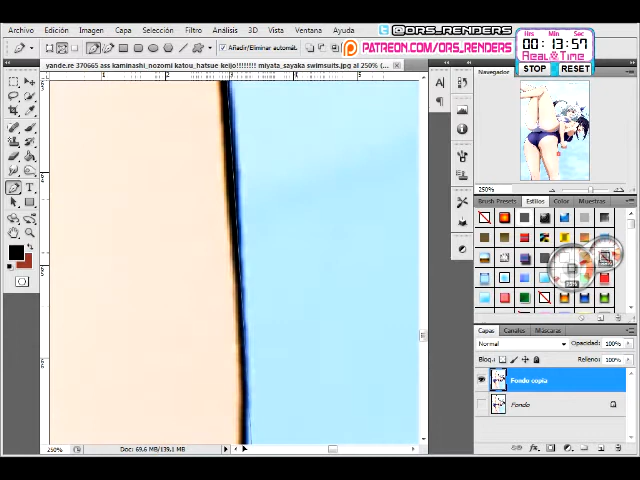 Archivo Edición Imagen Capa Selección Filtro Análisis 3D Vista Ventana Ayuda
@ORS_RENDERS
PATREON.COM/ORS_RENDERS
Hrs Min Sec
00:13:57
Real & Time
STOP RESET
Añadir/Eliminar automát.
yande.re 370665 ass kaminashi_nozomi katou_hatsue keijo!!!!!!!! miyata_sayaka swimsuits.jpg al 250% (...
Navegador
250%
Brush Presets Estilos Color Muestras
Capas Canales Máscaras
Normal Opacidad: 100%
Bloq.: Relleno: 100%
Fondo copia
Fondo
250% Doc: 69,6 MB/139,1 MB